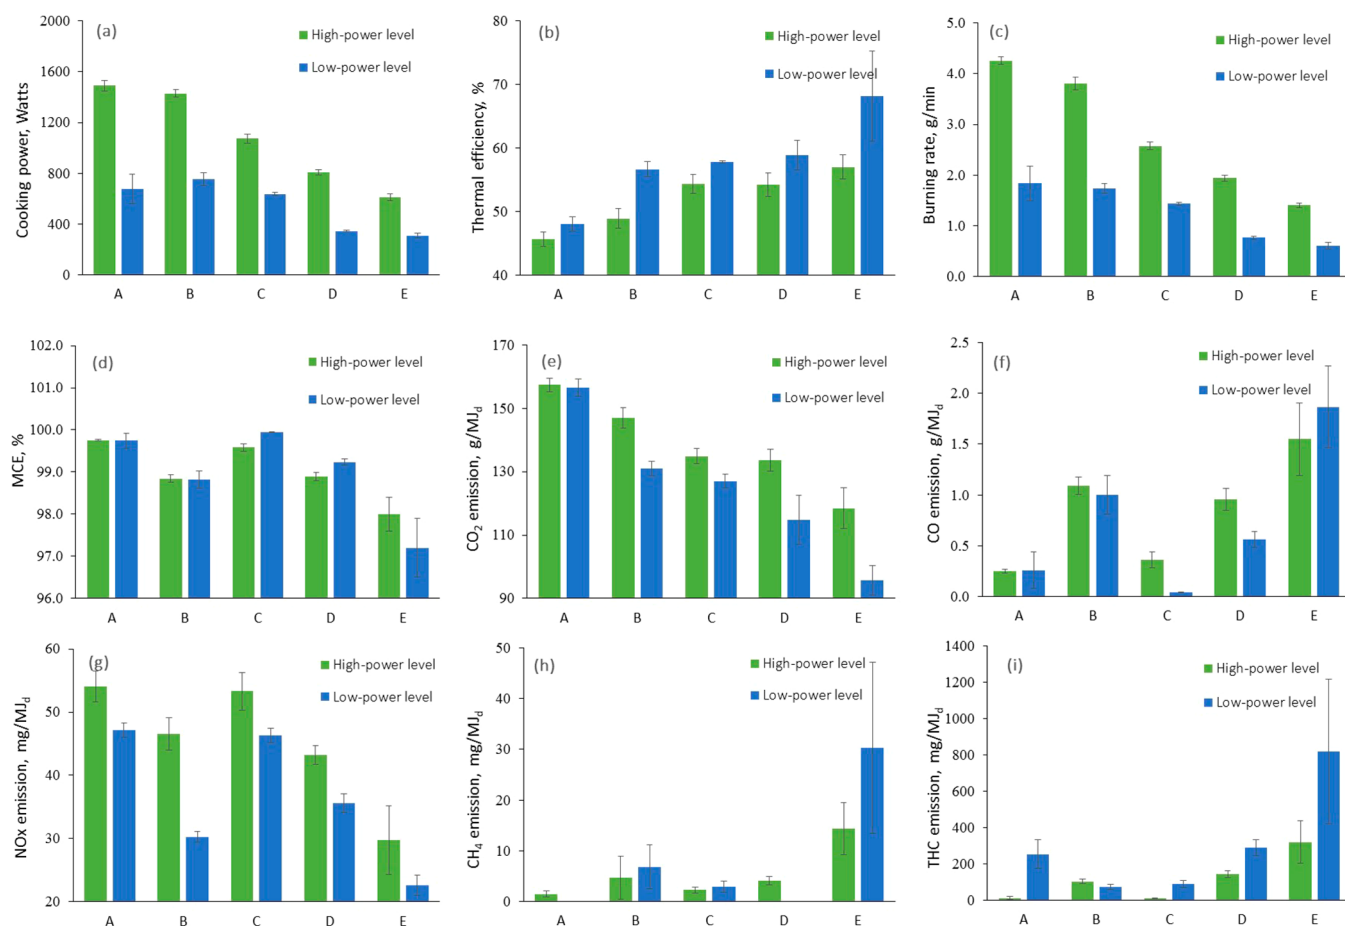 (a)
High-power level
Low-power level
Cooking power, Watts
2000
1600
1200
800
400
0
A B C D E
(b)
High-power level
Low-power level
Thermal efficiency, %
80
70
60
50
40
A B C D E
(c)
High-power level
Low-power level
Burning rate, g/min
5.0
4.0
3.0
2.0
1.0
0.0
A B C D E
(d)
High-power level
Low-power level
MCE, %
102.0
101.0
100.0
99.0
98.0
97.0
96.0
A B C D E
(e)
High-power level
Low-power level
CO2 emission, g/MJd
170
150
130
110
90
A B C D E
(f)
High-power level
Low-power level
CO emission, g/MJd
2.5
2.0
1.5
1.0
0.5
0.0
A B C D E
(g)
High-power level
Low-power level
NOx emission, mg/MJd
60
50
40
30
20
A B C D E
(h)
High-power level
Low-power level
CH4 emission, mg/MJd
50
40
30
20
10
0
A B C D E
(i)
High-power level
Low-power level
THC emission, mg/MJd
1400
1200
1000
800
600
400
200
0
A B C D E